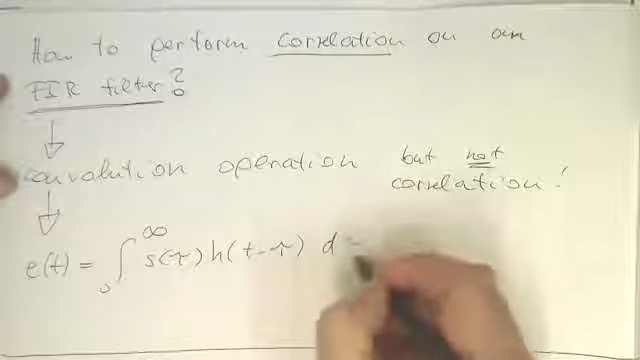 How to perform correlation on an
FIR filter?
convolution operation but not
correlation!
e(t) = ∫₀^∞ s(τ) h(t-τ) d